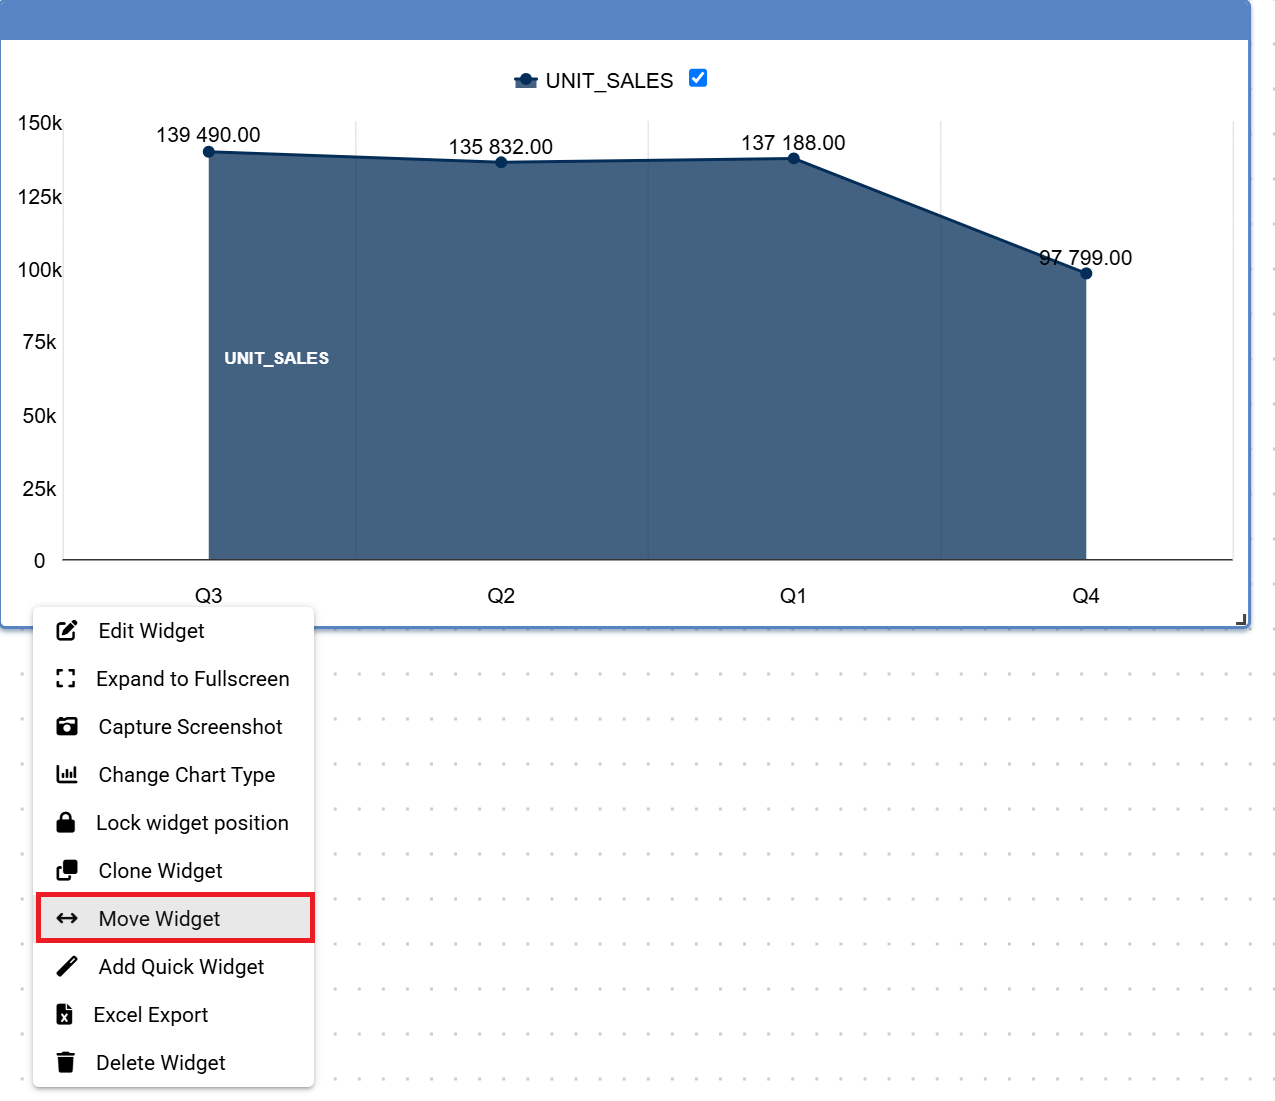 UNIT_SALES
150k
139 490.00
135 832.00
137 188.00
125k
100k
97 799.00
75k
UNIT_SALES
50k
25k
0
Q3 Q2 Q1 Q4
Edit Widget
Expand to Fullscreen
Capture Screenshot
Change Chart Type
Lock widget position
Clone Widget
Move Widget
Add Quick Widget
Excel Export
Delete Widget